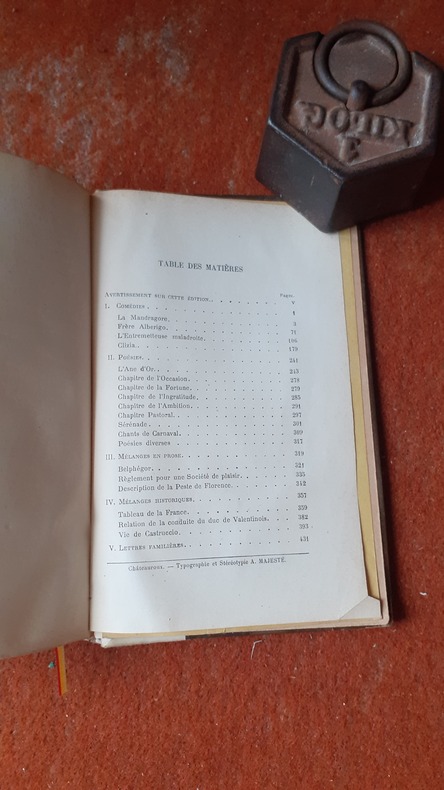 KILOG.
3
TABLE DES MATIÈRES
Pages.
AVERTISSEMENT SUR CETTE ÉDITION. . . . . . . . . V
I. COMÉDIES. . . . . . . . . . . . . 1
La Mandragore. . . . . . . . . . . 3
Frère Alberigo. . . . . . . . . . . 71
L'Entremetteuse maladroite. . . . . . . . . 106
Clizia. . . . . . . . . . . . . 179
II. POÉSIES. . . . . . . . . . . . . 241
L'Ane d'Or. . . . . . . . . . . . 243
Chapitre de l'Occasion. . . . . . . . . . 278
Chapitre de la Fortune. . . . . . . . . . 279
Chapitre de l'Ingratitude. . . . . . . . . 285
Chapitre de l'Ambition. . . . . . . . . . 291
Chapitre Pastoral. . . . . . . . . . . 297
Sérénade. . . . . . . . . . . . 301
Chants de Carnaval. . . . . . . . . . . 309
Poésies diverses. . . . . . . . . . . 317
III. MÉLANGES EN PROSE. . . . . . . . . . 319
Belphégor. . . . . . . . . . . . 321
Règlement pour une Société de plaisir. . . . . . . 335
Description de la Peste de Florence. . . . . . . . 342
IV. MÉLANGES HISTORIQUES. . . . . . . . . 357
Tableau de la France. . . . . . . . . . 359
Relation de la conduite du duc de Valentinois. . . . . 382
Vie de Castruccio. . . . . . . . . . . 393
V. LETTRES FAMILIÈRES. . . . . . . . . . 431
Châteauroux. — Typographie et Stéréotypie A. MAJESTÉ.